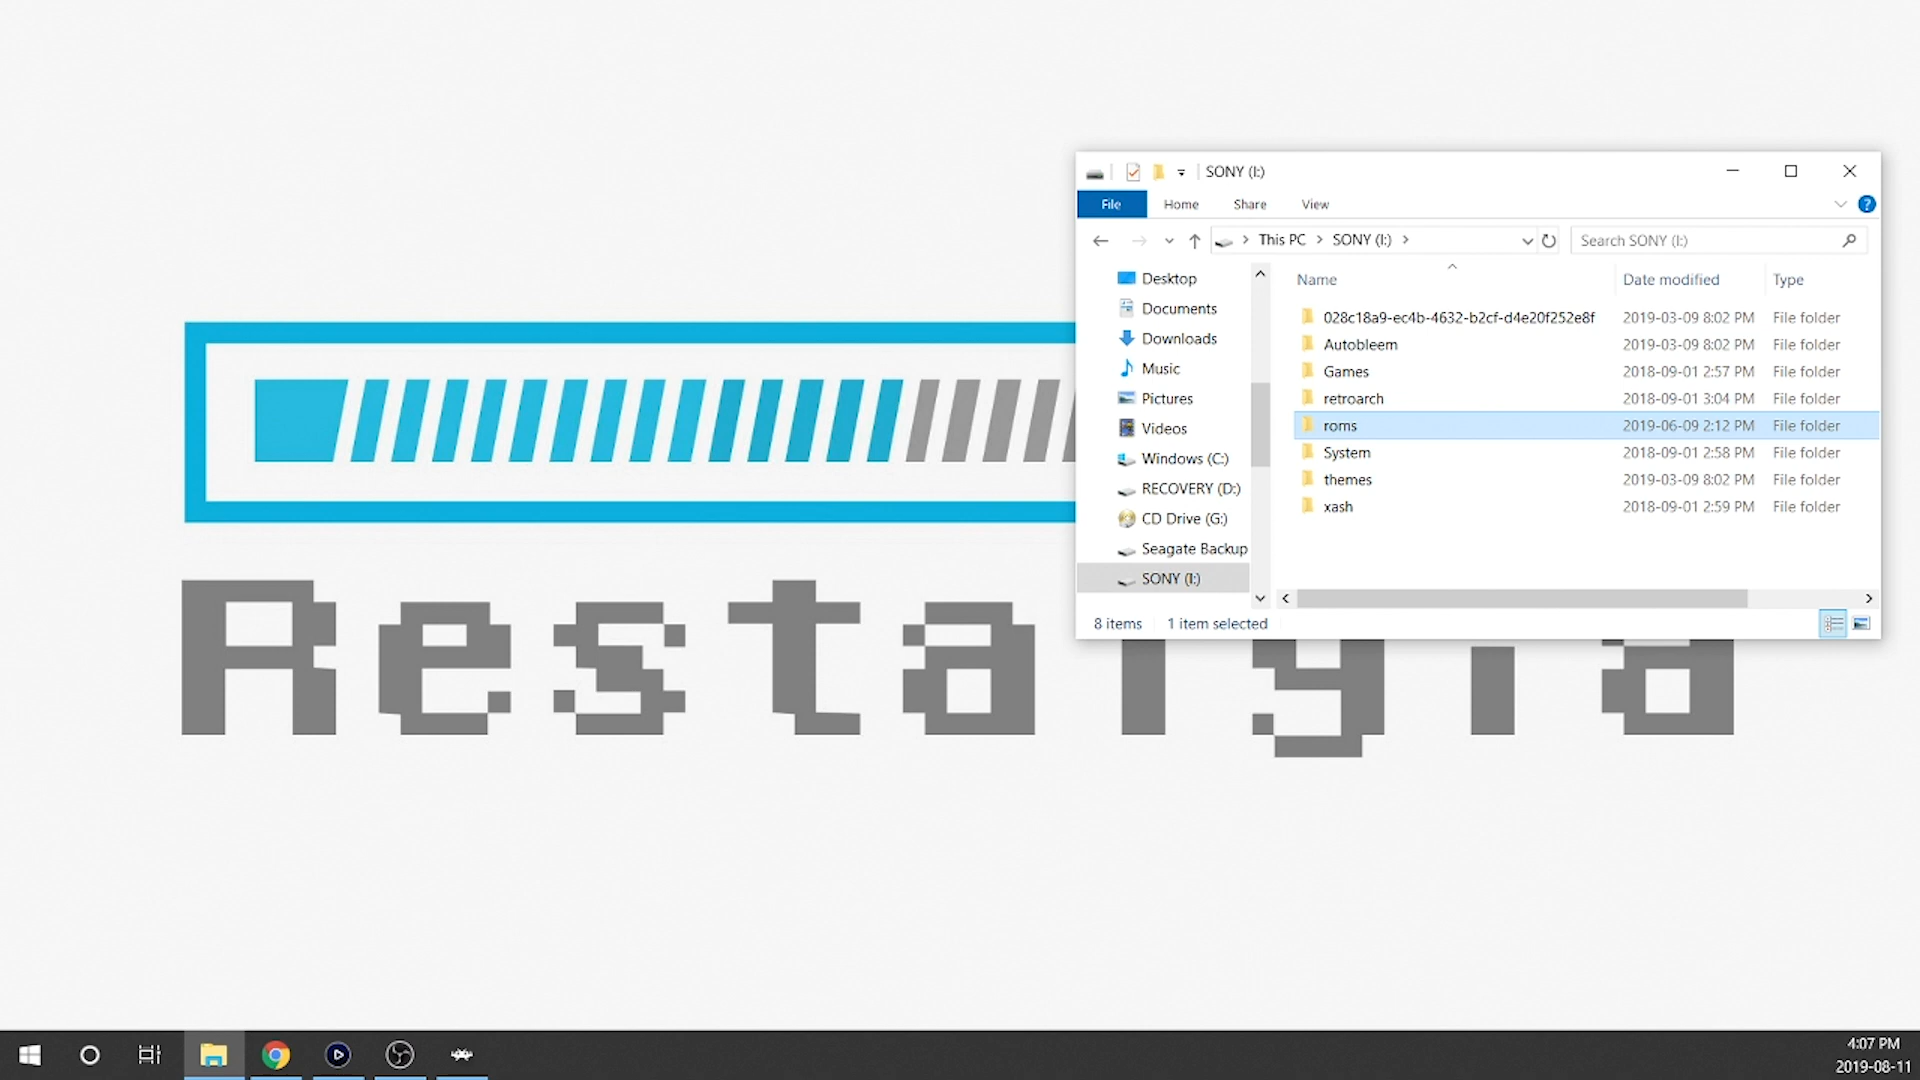 SONY (I:)
File Home Share View
This PC SONY (I:) Search SONY (I:)
Name Date modified Type
Desktop
Documents
Downloads
Music
Pictures
Videos
Windows (C:)
RECOVERY (D:)
CD Drive (G:)
Seagate Backup
SONY (I:)
028c18a9-ec4b-4632-b2cf-d4e20f252e8f 2019-03-09 8:02 PM File folder
Autobleem 2019-03-09 8:02 PM File folder
Games 2018-09-01 2:57 PM File folder
retroarch 2018-09-01 3:04 PM File folder
roms 2019-06-09 2:12 PM File folder
System 2018-09-01 2:58 PM File folder
themes 2019-03-09 8:02 PM File folder
xash 2018-09-01 2:59 PM File folder
8 items 1 item selected
Restalgia
4:07 PM
2019-08-11